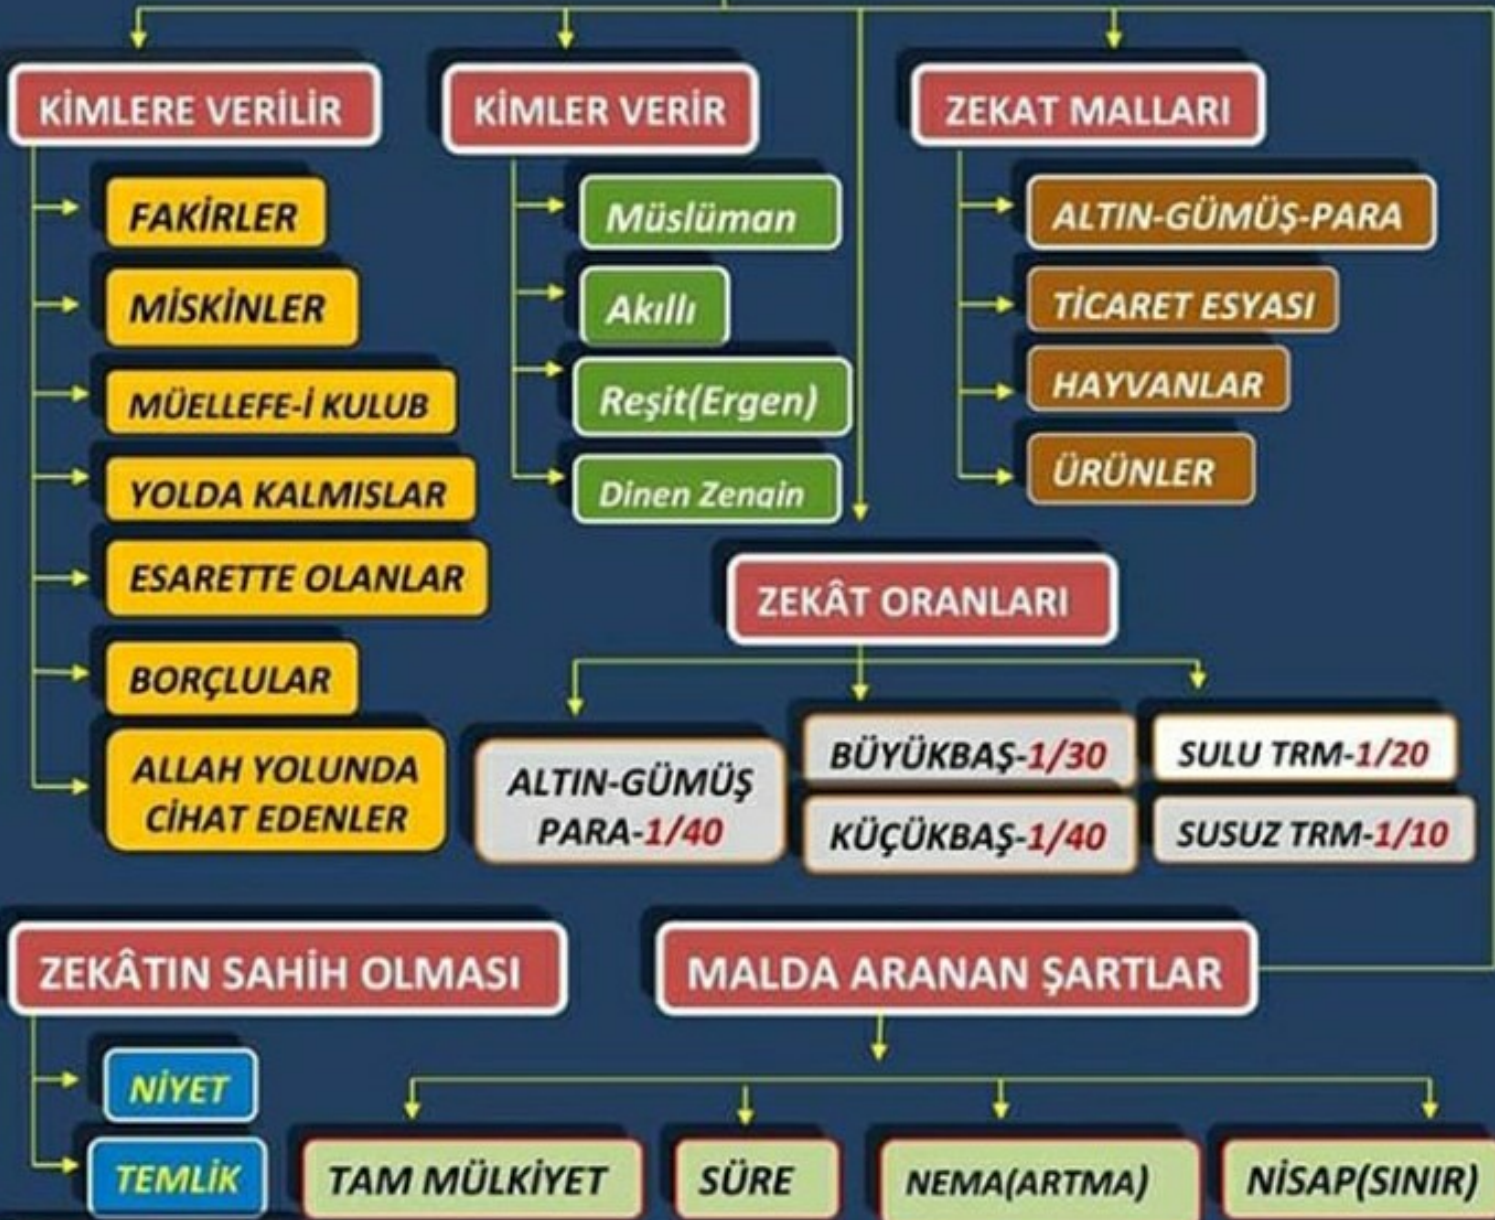 KİMLERE VERİLİR
FAKİRLER
MİSKİNLER
MÜELLEFE-İ KULUB
YOLDA KALMISLAR
ESARETTE OLANLAR
BORÇLULAR
ALLAH YOLUNDA
CİHAT EDENLER
KİMLER VERİR
Müslüman
Akıllı
Reşit(Ergen)
Dinen Zengin
ZEKAT MALLARI
ALTIN-GÜMÜŞ-PARA
TİCARET ESYASI
HAYVANLAR
ÜRÜNLER
ZEKÂT ORANLARI
ALTIN-GÜMÜŞ
PARA-1/40
BÜYÜKBAŞ-1/30
KÜÇÜKBAŞ-1/40
SULU TRM-1/20
SUSUZ TRM-1/10
ZEKÂTIN SAHİH OLMASI
NİYET
TEMLİK
MALDA ARANAN ŞARTLAR
TAM MÜLKİYET
SÜRE
NEMA(ARTMA)
NİSAP(SINIR)